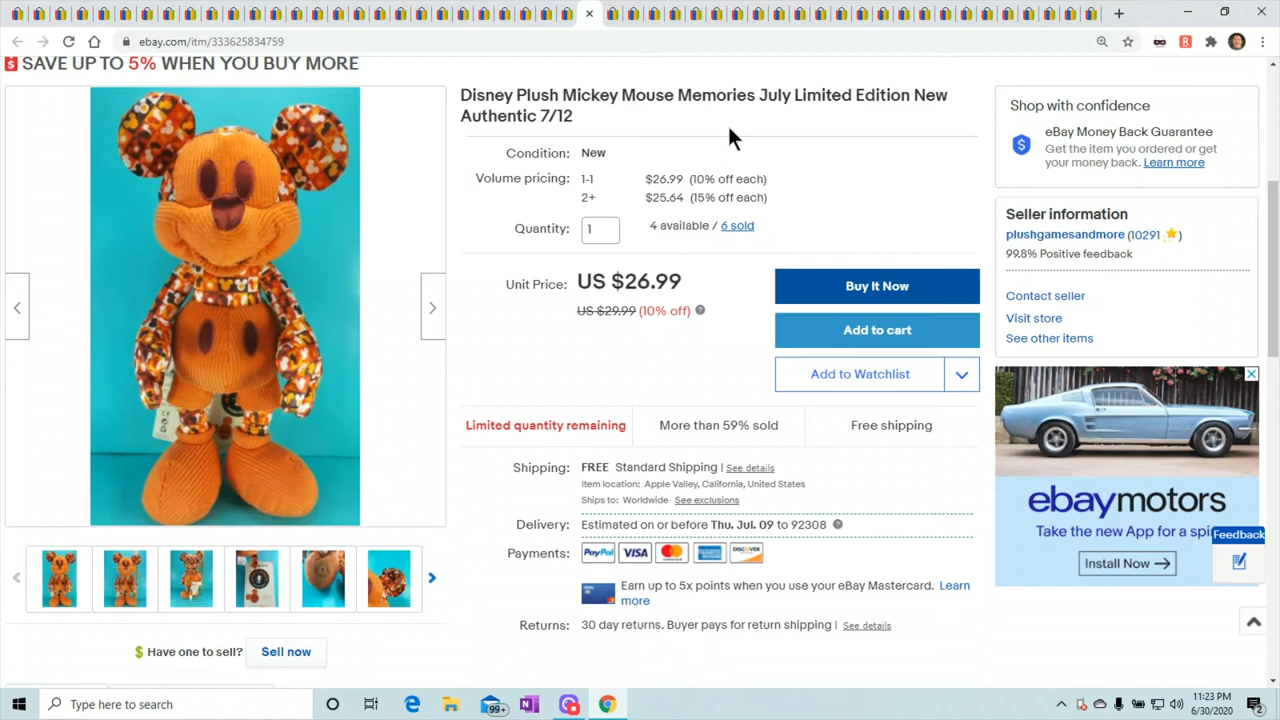 ebay.com/itm/333625834759
SAVE UP TO 5% WHEN YOU BUY MORE
Disney Plush Mickey Mouse Memories July Limited Edition New
Authentic 7/12
Condition: New
Volume pricing: 1-1 $26.99 (10% off each)
2+ $25.64 (15% off each)
Quantity: 1 4 available / 6 sold
Unit Price: US $26.99
US $29.99 (10% off)
Buy It Now
Add to cart
Add to Watchlist
Limited quantity remaining More than 59% sold Free shipping
Shipping: FREE Standard Shipping | See details
Item location: Apple Valley, California, United States
Ships to: Worldwide See exclusions
Delivery: Estimated on or before Thu. Jul. 09 to 92308
Payments: PayPal VISA MasterCard AMERICAN EXPRESS DISCOVER
Earn up to 5x points when you use your eBay Mastercard. Learn
more
Returns: 30 day returns. Buyer pays for return shipping | See details
$ Have one to sell? Sell now
Shop with confidence
eBay Money Back Guarantee
Get the item you ordered or get
your money back. Learn more
Seller information
plushgamesandmore (10291 )
99.8% Positive feedback
Contact seller
Visit store
See other items
ebaymotors
Take the new App for a spi
Install Now
Feedback
Type here to search
99+
11:23 PM
6/30/2020
2